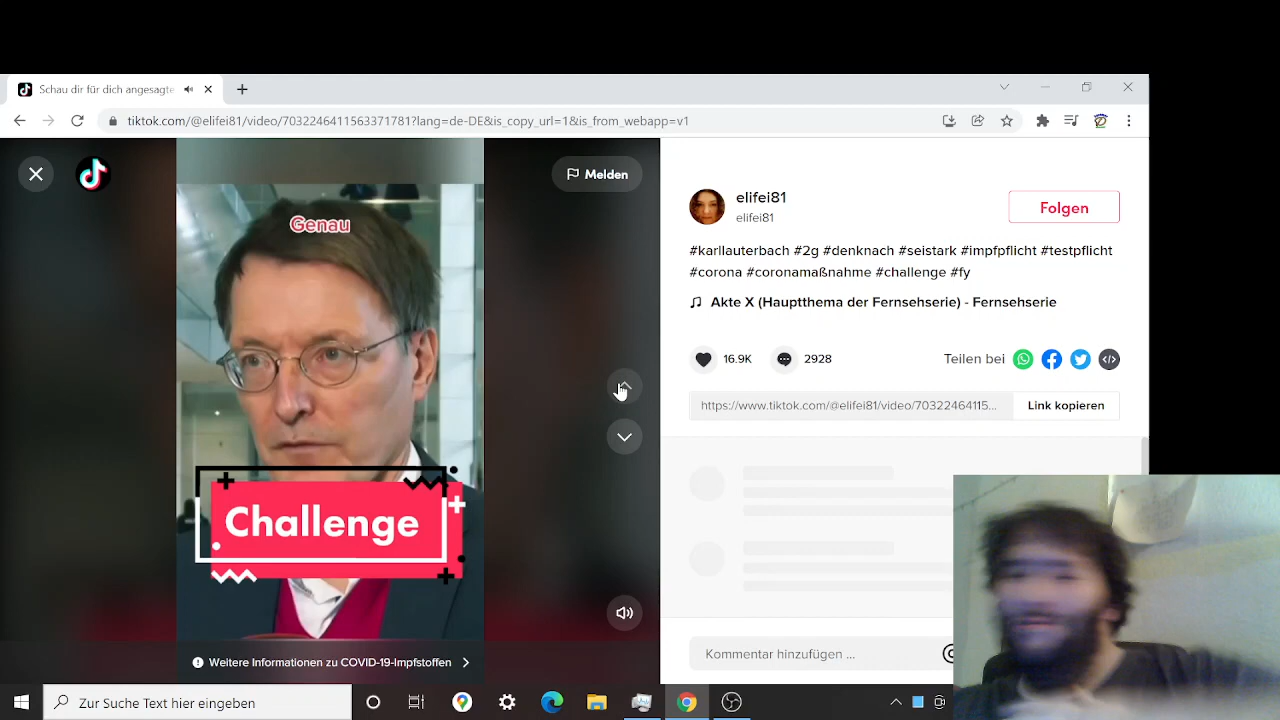 Schau dir für dich angesagte
tiktok.com/@elifei81/video/7032246411563371781?lang=de-DE&is_copy_url=1&is_from_webapp=v1
Melden
Genau
Challenge
Weitere Informationen zu COVID-19-Impfstoffen
elifei81
elifei81
Folgen
#karllauterbach #2g #denknach #seistark #impfpflicht #testpflicht
#corona #coronamaßnahme #challenge #fy
Akte X (Hauptthema der Fernsehserie) - Fernsehserie
16.9K
2928
Teilen bei
https://www.tiktok.com/@elifei81/video/70322464115...
Link kopieren
Kommentar hinzufügen ...
Zur Suche Text hier eingeben